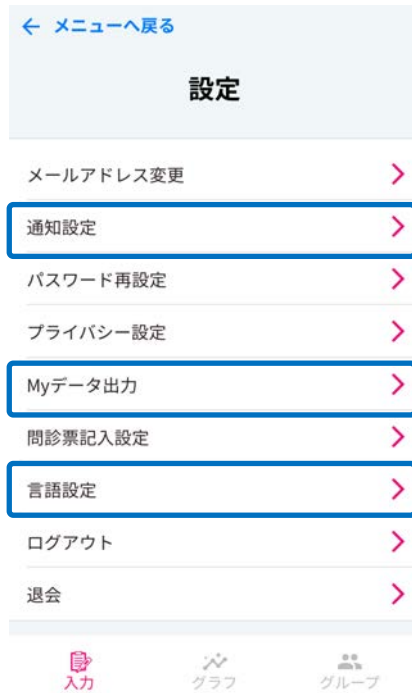 ← メニューへ戻る
設定
メールアドレス変更
通知設定
パスワード再設定
プライバシー設定
Myデータ出力
問診票記入設定
言語設定
ログアウト
退会
入力 グラフ グループ